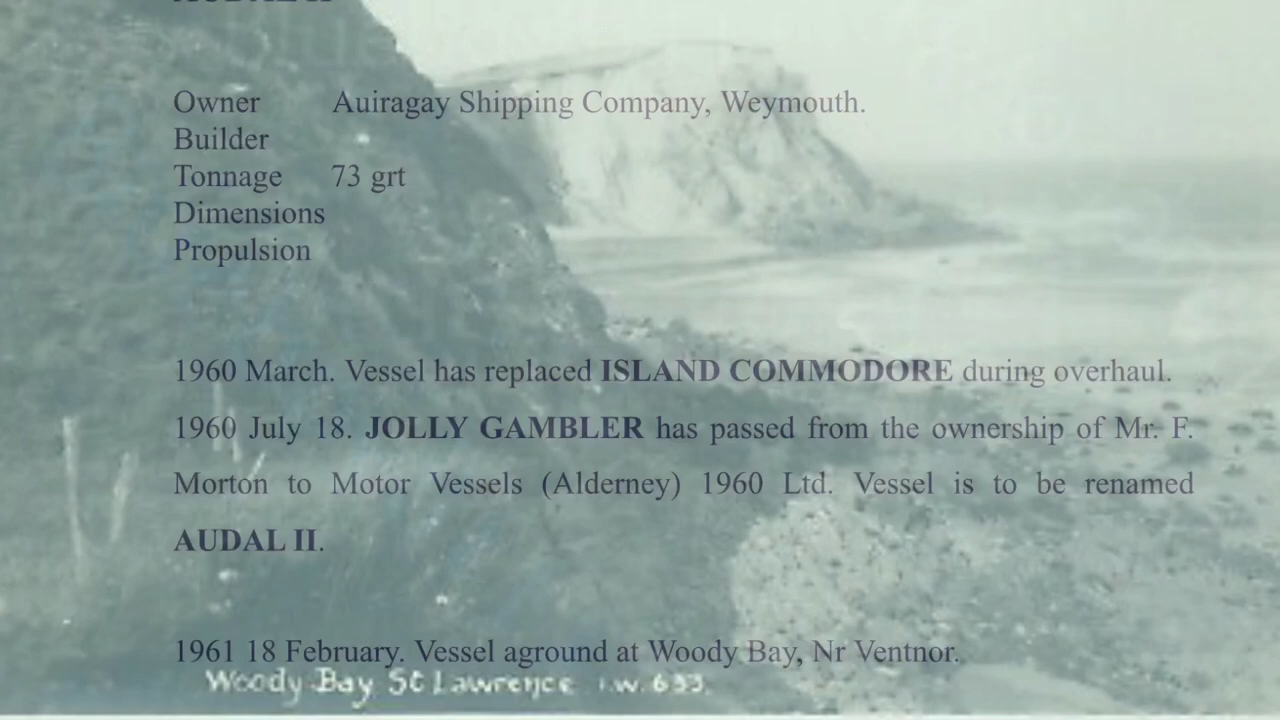 AUDAL II
Owner Auiragay Shipping Company, Weymouth.
Builder
Tonnage 73 grt
Dimensions
Propulsion
1960 March. Vessel has replaced ISLAND COMMODORE during overhaul.
1960 July 18. JOLLY GAMBLER has passed from the ownership of Mr. F.
Morton to Motor Vessels (Alderney) 1960 Ltd. Vessel is to be renamed
AUDAL II.
1961 18 February. Vessel aground at Woody Bay, Nr Ventnor.
Woody Bay St Lawrence I.W. 633.